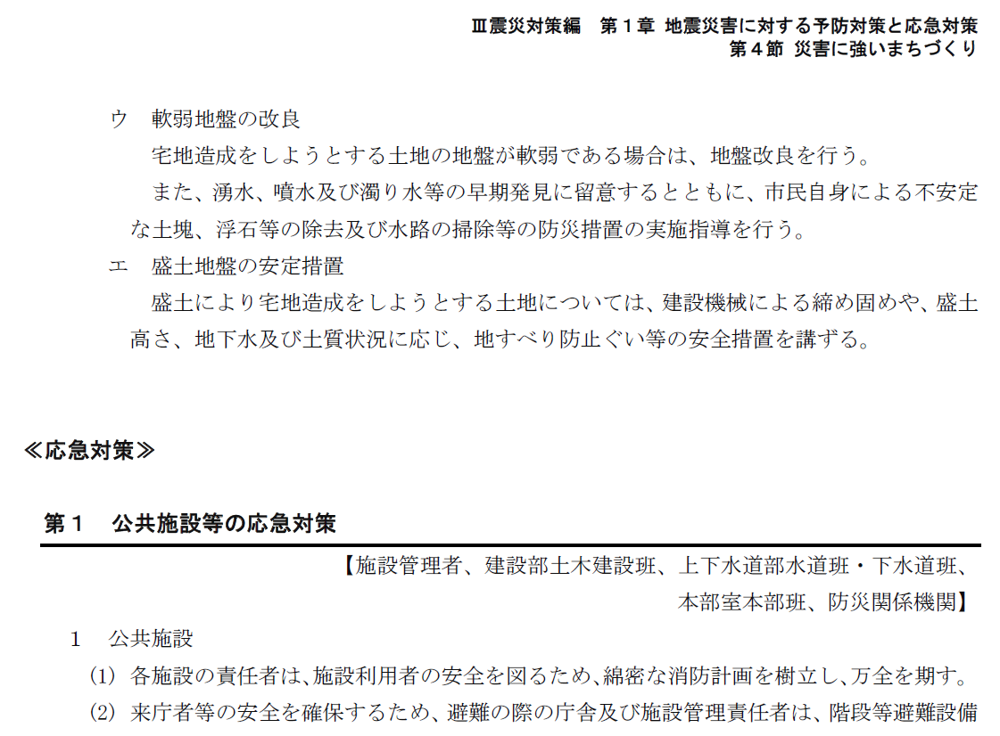 Ⅲ震災対策編　第１章 地震災害に対する予防対策と応急対策
第４節 災害に強いまちづくり
ウ　軟弱地盤の改良
宅地造成をしようとする土地の地盤が軟弱である場合は、地盤改良を行う。
また、湧水、噴水及び濁り水等の早期発見に留意するとともに、市民自身による不安定
な土塊、浮石等の除去及び水路の掃除等の防災措置の実施指導を行う。
エ　盛土地盤の安定措置
盛土により宅地造成をしようとする土地については、建設機械による締め固めや、盛土
高さ、地下水及び土質状況に応じ、地すべり防止ぐい等の安全措置を講ずる。
≪応急対策≫
第１　公共施設等の応急対策
【施設管理者、建設部土木建設班、上下水道部水道班・下水道班、
本部室本部班、防災関係機関】
１　公共施設
(1) 各施設の責任者は、施設利用者の安全を図るため、綿密な消防計画を樹立し、万全を期す。
(2) 来庁者等の安全を確保するため、避難の際の庁舎及び施設管理責任者は、階段等避難設備